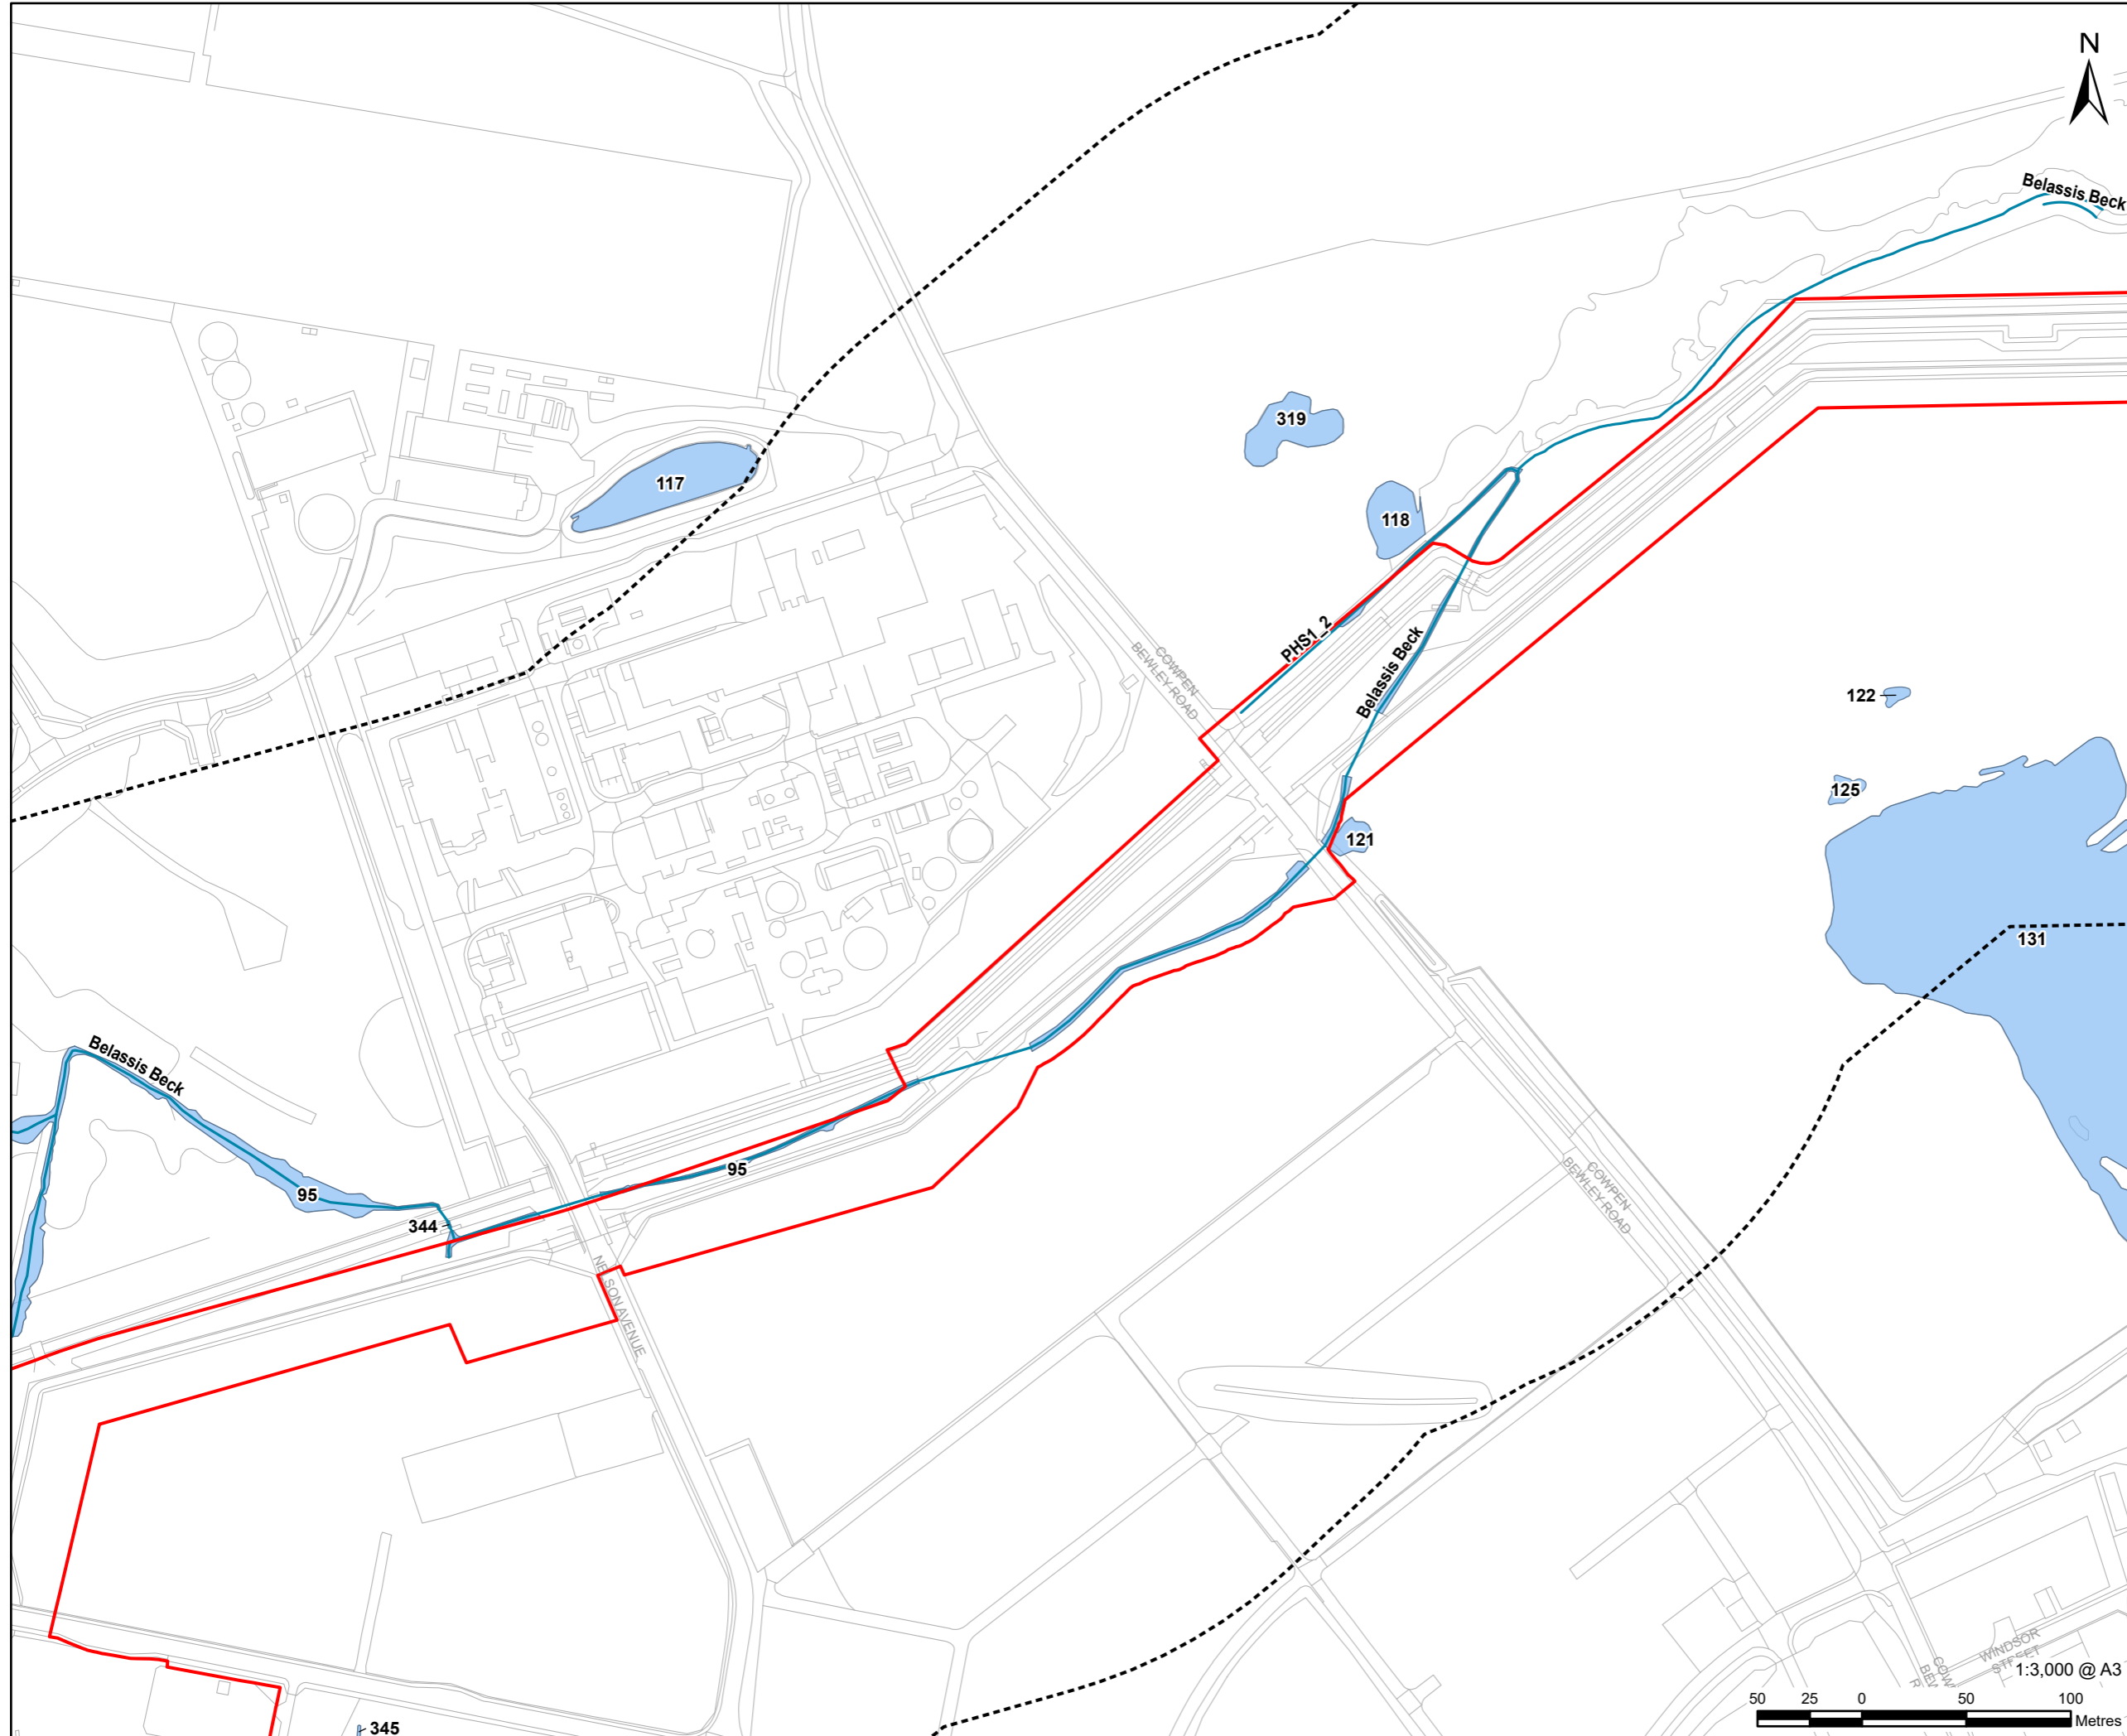 N
Belassis Beck
319
117
118
PHS1_2
COWPEN
BEWLEY ROAD
Belassis Beck
122
125
121
131
Belassis Beck
95
95
344
COWPEN
BEWLEY ROAD
NELSON AVENUE
WINDSOR
1:3,000 @ A3
50 25 0 50 100
Metres
345